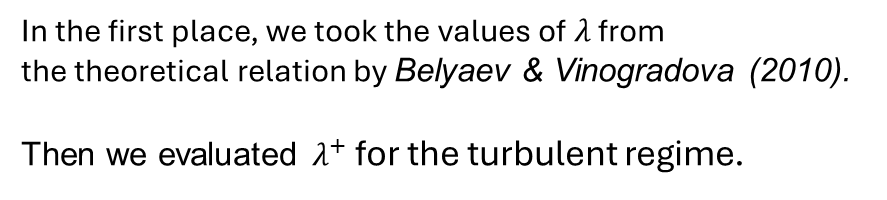 In the first place, we took the values of λ from
the theoretical relation by Belyaev & Vinogradova (2010).
Then we evaluated λ⁺ for the turbulent regime.